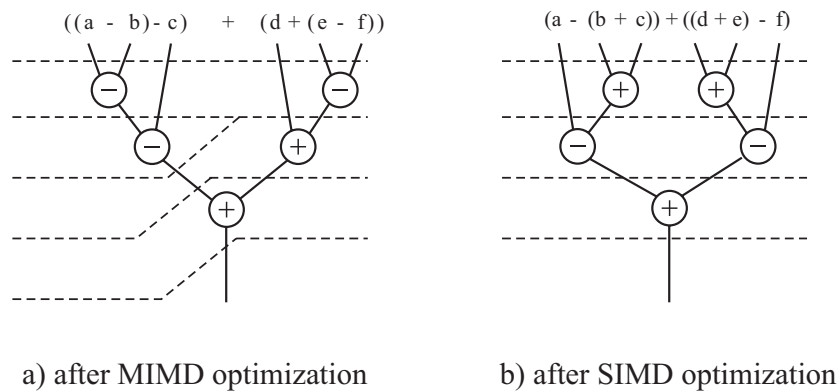 ((a - b)-c) + (d+(e - f)) (a - (b + c)) + ((d + e) - f)
− − + +
− + − −
+ +
a) after MIMD optimization b) after SIMD optimization